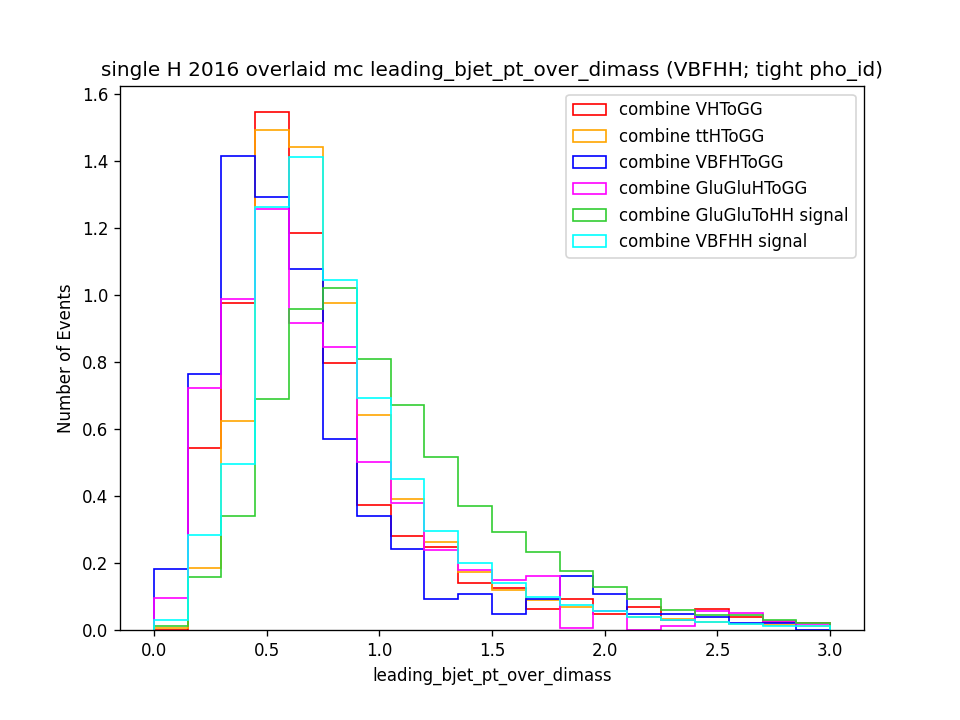 single H 2016 overlaid mc leading_bjet_pt_over_dimass (VBFHH; tight pho_id)
combine VHToGG
combine ttHToGG
combine VBFHToGG
combine GluGluHToGG
combine GluGluToHH signal
combine VBFHH signal
Number of Events
1.6
1.4
1.2
1.0
0.8
0.6
0.4
0.2
0.0
0.0 0.5 1.0 1.5 2.0 2.5 3.0
leading_bjet_pt_over_dimass